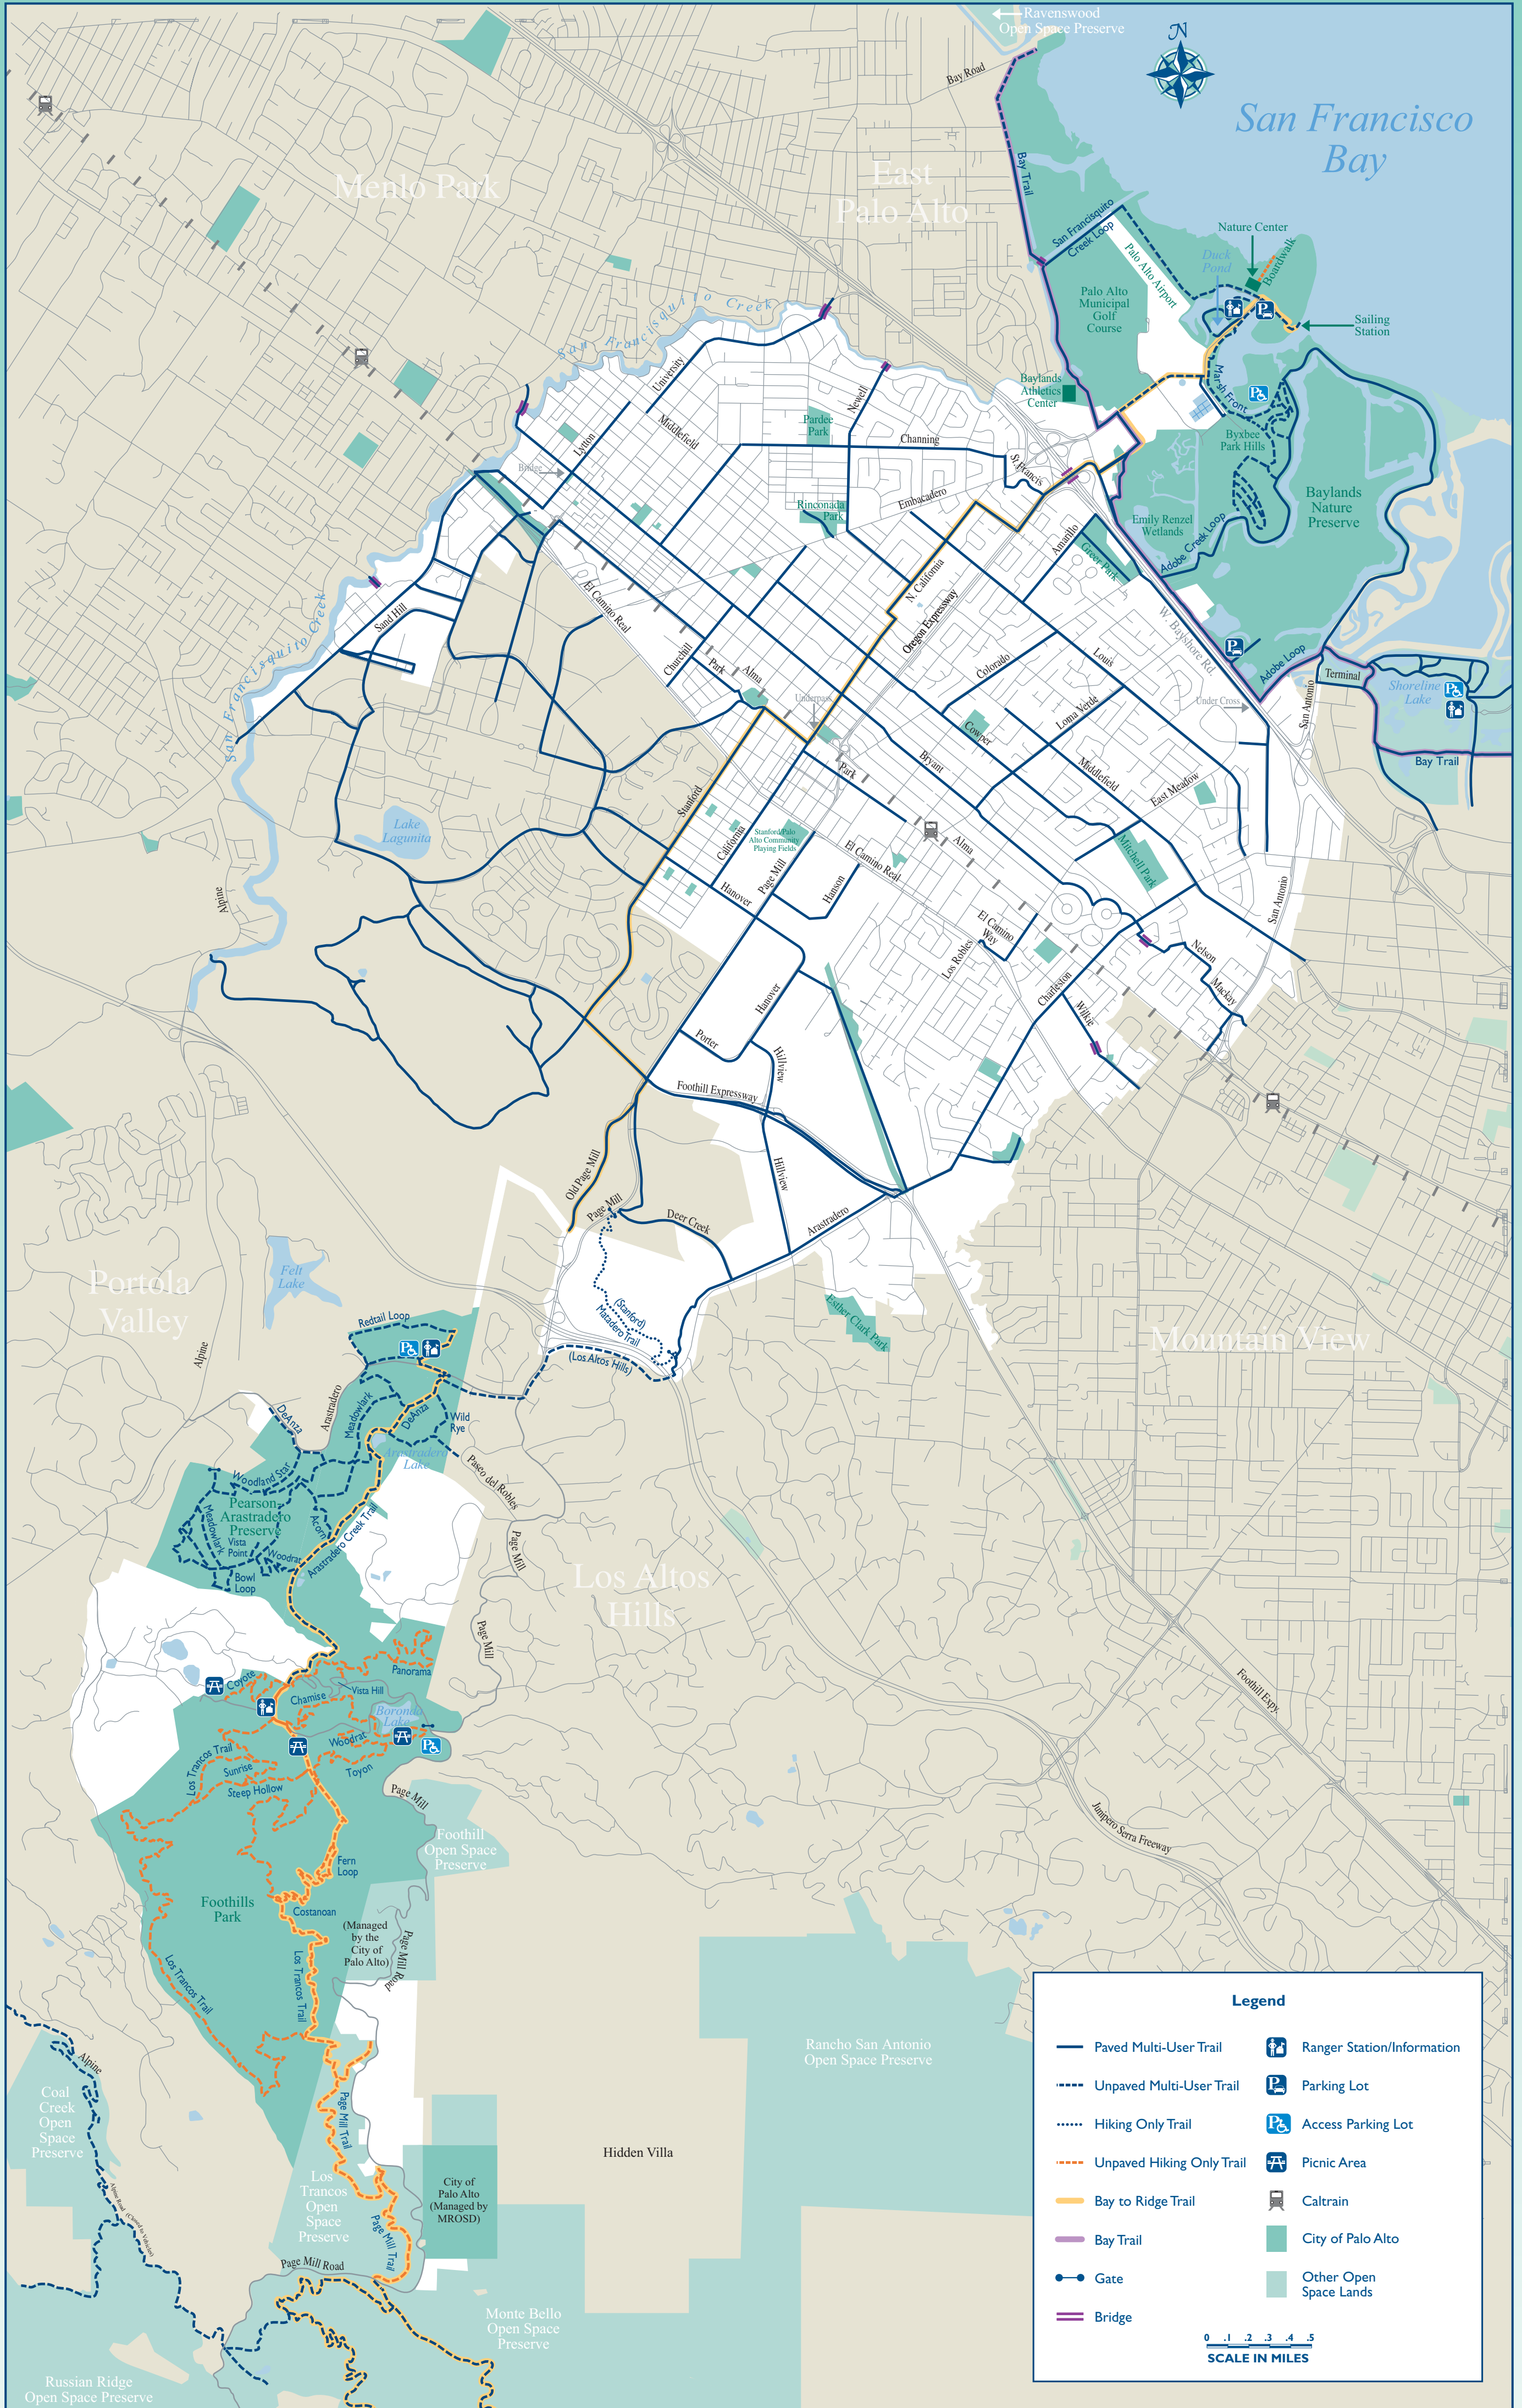 Ravenswood
Open Space Preserve
N
Bay Road
San Francisco
Bay
Menlo Park
East
Palo Alto
Bay Trail
San Francisquito
Creek Loop
Palo Alto Airport
Nature Center
Boardwalk
Duck
Pond
Sailing
Station
Palo Alto
Municipal
Golf
Course
San Francisquito Creek
Baylands
Athletics
Center
Marsh Front
Byxbee
Park Hills
Baylands
Nature
Preserve
Emily Renzel
Wetlands
Adobe Creek Loop
University
Middlefield
Lytton
Bridge
Newell
Pardee
Park
Channing
St. Francis
Embacadero
Rinconada
Park
Amarillo
Greer Park
N. California
Oregon Expressway
W. Bayshore Rd.
Adobe Loop
Terminal
Shoreline
Lake
Bay Trail
San Antonio
Under Cross
El Camino Real
Sand Hill
San Francisquito Creek
Churchill
Park
Alma
Underpass
Colorado
Louis
Loma Verde
Cowper
Bryant
Middlefield
East Meadow
Mitchell Park
Park
Stanford
California
Stanford/Palo
Alto Community
Playing Fields
Page Mill
Hanover
Hanson
El Camino Real
Alma
Lake
Lagunita
Alpine
El Camino
Way
Los Robles
Charleston
San Antonio
Nelson
Mackay
Wilkie
Hanover
Porter
Hillview
Foothill Expressway
Hillview
Old Page Mill
Page Mill
Deer Creek
Arastradero
(Stanford)
Matadero Trail
(Los Altos Hills)
Esther Clark Park
Portola
Valley
Felt
Lake
Mountain View
Alpine
Redtail Loop
Arastradero
DeAnza
Meadowlark
DeAnza
Wild
Rye
Arastradero
Lake
Paseo del Robles
Woodland Star
Pearson-
Arastradero
Preserve
Meadowlark
Vista
Point
Acorn
Woodrat
Bowl
Loop
Arastradero Creek Trail
Page Mill
Los Altos
Hills
Page Mill
Panorama
Coyote
Chamise
Vista Hill
Boronda
Lake
Woodrat
Toyon
Los Trancos Trail
Sunrise
Steep Hollow
Page Mill
Foothill
Open Space
Preserve
Foothill Expy.
Junipero Serra Freeway
Fern
Loop
Foothills
Park
Costanoan
(Managed
by the
City of
Palo Alto)
Page Mill Road
Los Trancos Trail
Los Trancos Trail
Alpine
Coal
Creek
Open
Space
Preserve
Alpine Road (Closed to Vehicles)
Page Mill Trail
Los
Trancos
Open
Space
Preserve
City of
Palo Alto
(Managed by
MROSD)
Page Mill Trail
Page Mill Road
Hidden Villa
Rancho San Antonio
Open Space Preserve
Monte Bello
Open Space
Preserve
Russian Ridge
Open Space Preserve
Legend
Paved Multi-User Trail
Unpaved Multi-User Trail
Hiking Only Trail
Unpaved Hiking Only Trail
Bay to Ridge Trail
Bay Trail
Gate
Bridge
Ranger Station/Information
Parking Lot
Access Parking Lot
Picnic Area
Caltrain
City of Palo Alto
Other Open
Space Lands
0 .1 .2 .3 .4 .5
SCALE IN MILES